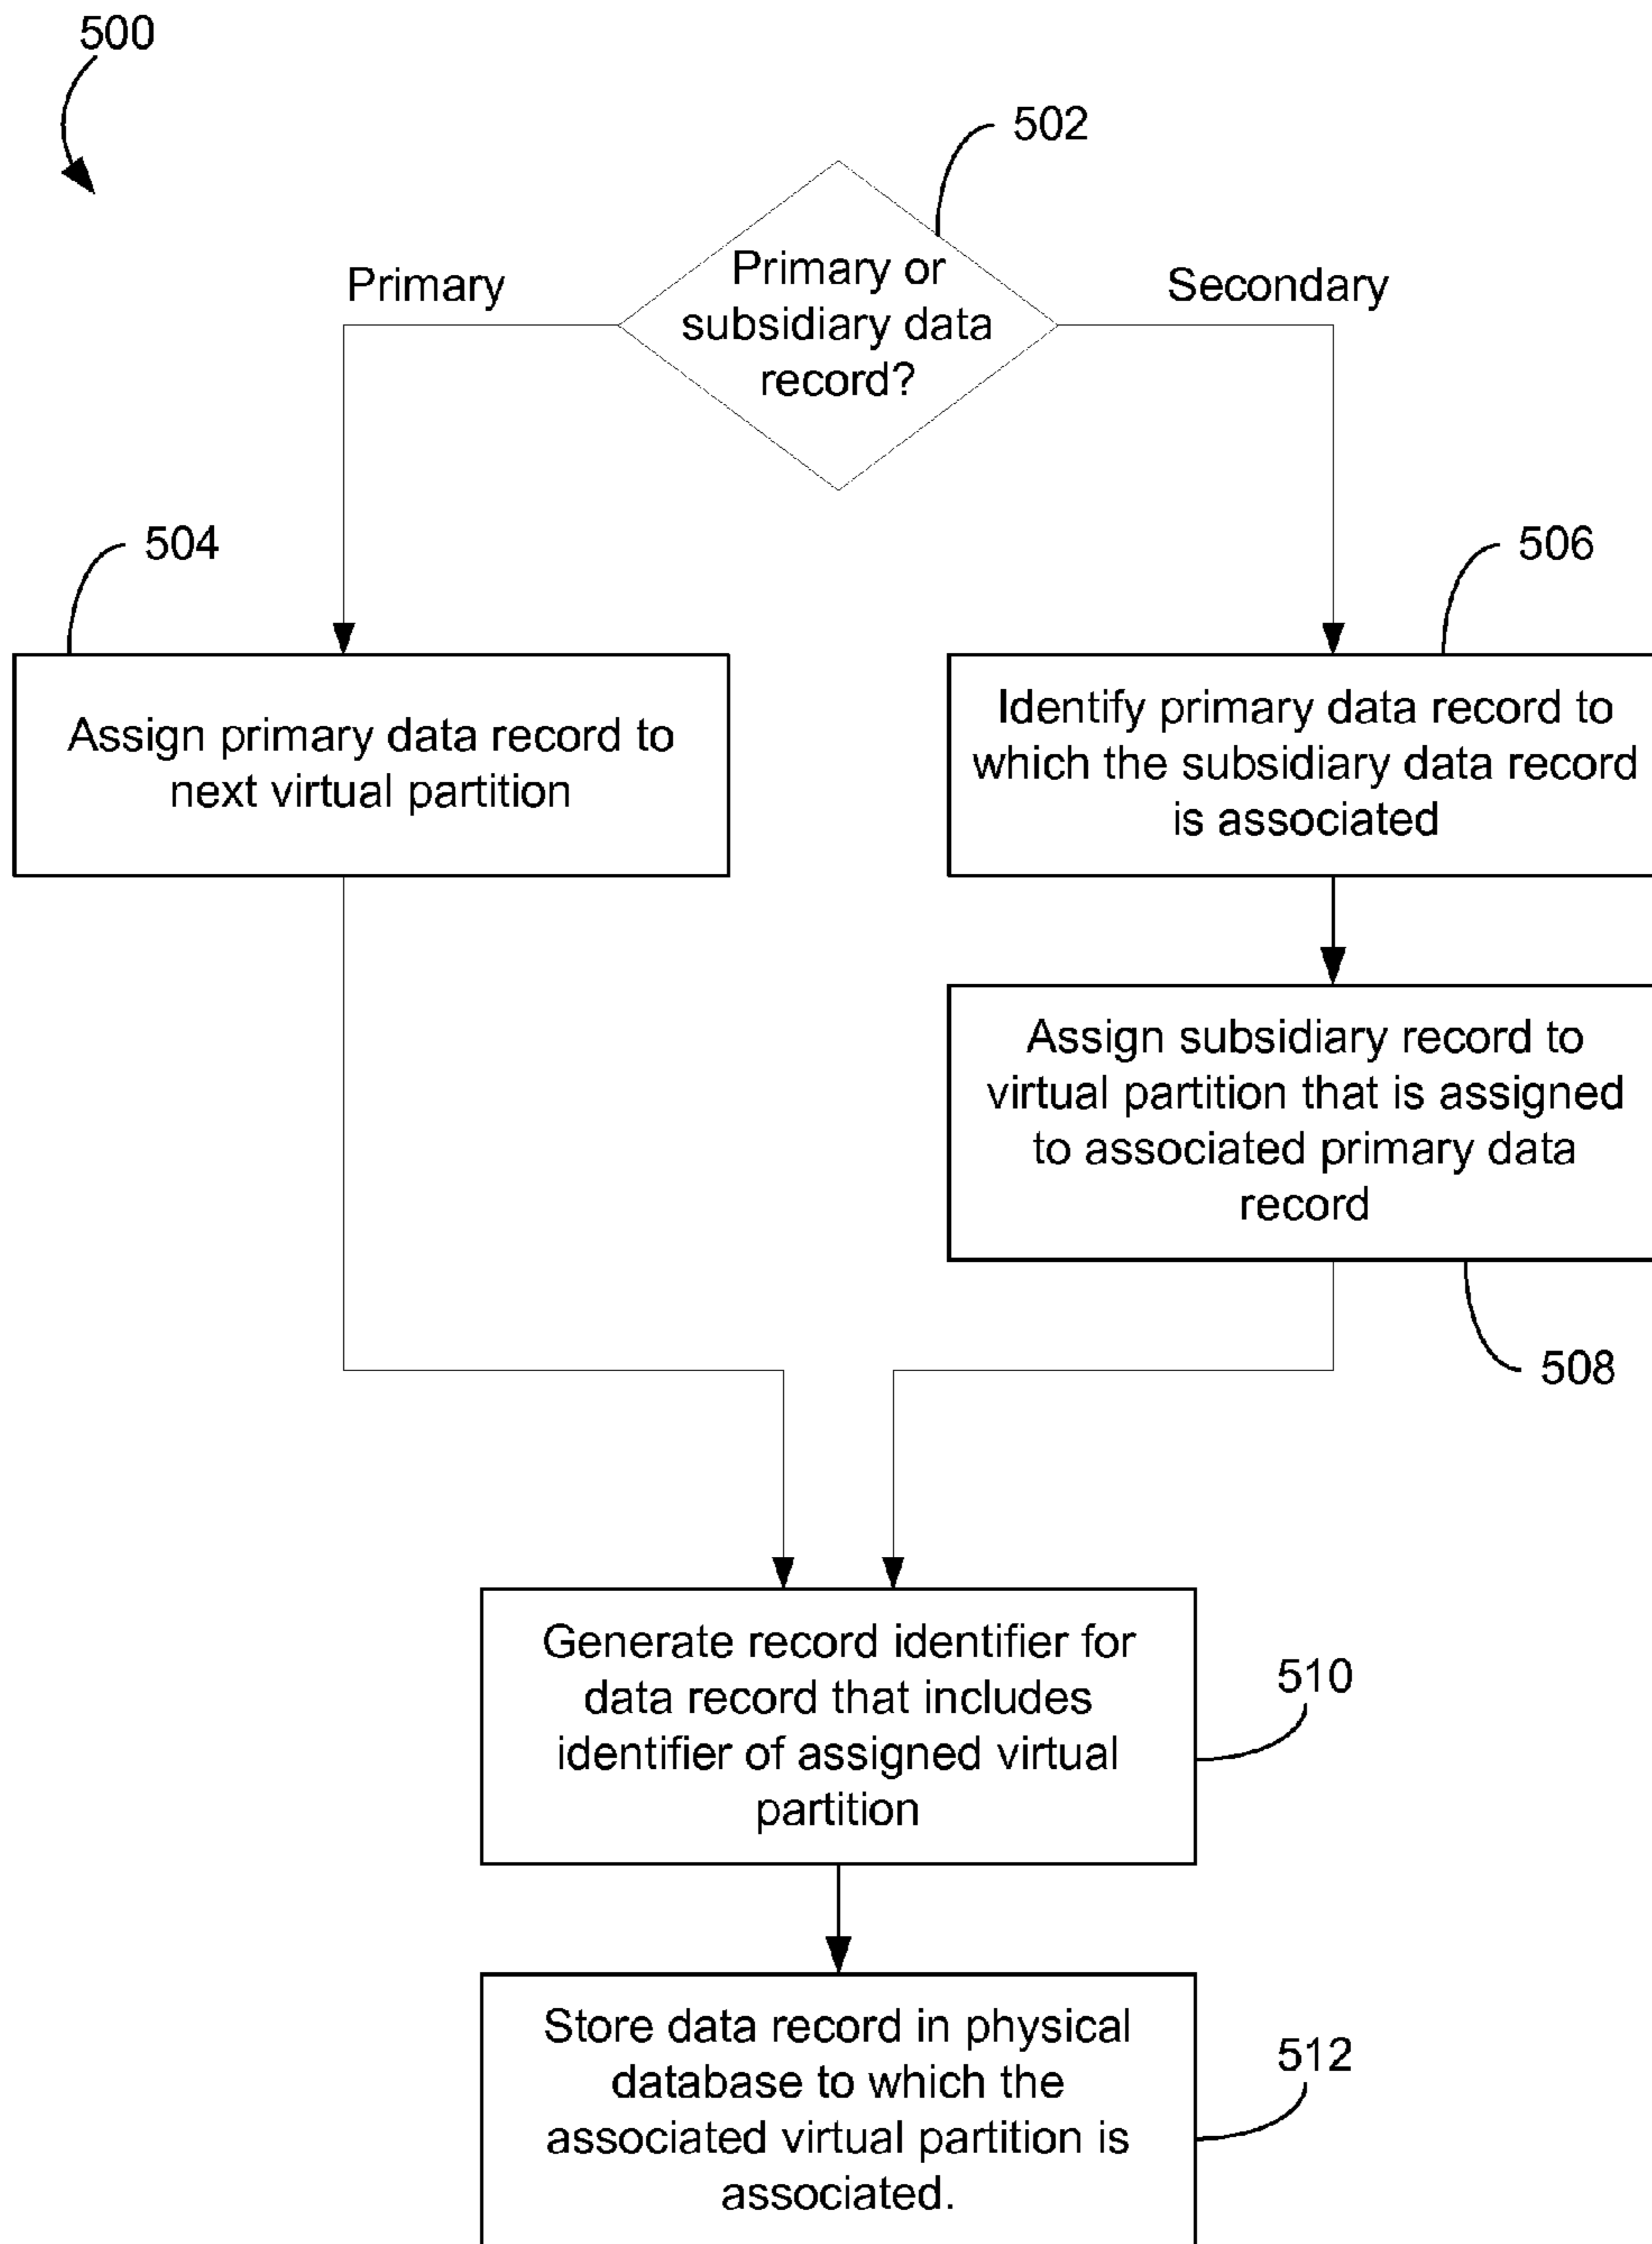 500
502
Primary
Primary or
subsidiary data
record?
Secondary
504
506
Assign primary data record to
next virtual partition
Identify primary data record to
which the subsidiary data record
is associated
Assign subsidiary record to
virtual partition that is assigned
to associated primary data
record
508
Generate record identifier for
data record that includes
identifier of assigned virtual
partition
510
Store data record in physical
database to which the
associated virtual partition is
associated.
512